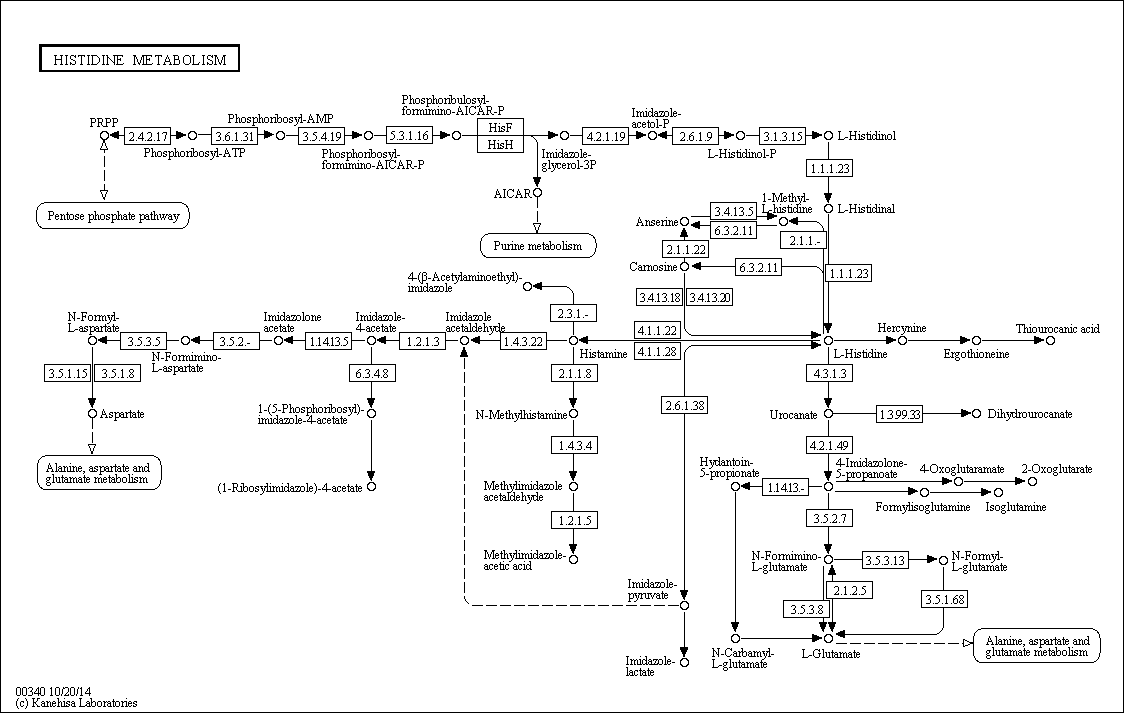 HISTIDINE METABOLISM
PRPP
2.4.2.17
Phosphoribosyl-ATP
3.6.1.31
Phosphoribosyl-AMP
3.5.4.19
Phosphoribosyl-
formimino-AICAR-P
5.3.1.16
Phosphoribulosyl-
formimino-AICAR-P
HisF
HisH
Imidazole-
glycerol-3P
4.2.1.19
Imidazole-
acetol-P
2.6.1.9
L-Histidinol-P
3.1.3.15
L-Histidinol
1.1.1.23
Pentose phosphate pathway
AICAR
Purine metabolism
L-Histidinal
1.1.1.23
Anserine
3.4.13.5
6.3.2.11
1-Methyl-
L-histidine
2.1.1.-
2.1.1.22
Carnosine
6.3.2.11
3.4.13.18
3.4.13.20
4-(β-Acetylaminoethyl)-
imidazole
2.3.1.-
N-Formyl-
L-aspartate
3.5.3.5
N-Formimino-
L-aspartate
3.5.2.-
Imidazolone
acetate
1.14.13.5
Imidazole-
4-acetate
1.2.1.3
Imidazole
acetaldehyde
1.4.3.22
Histamine
4.1.1.22
4.1.1.28
L-Histidine
Hercynine
Ergothioneine
Thiourocanic acid
3.5.1.15
3.5.1.8
6.3.4.8
2.1.1.8
4.3.1.3
Aspartate
1-(5-Phosphoribosyl)-
imidazole-4-acetate
N-Methylhistamine
2.6.1.38
Urocanate
1.3.99.33
Dihydrourocanate
1.4.3.4
4.2.1.49
Alanine, aspartate and
glutamate metabolism
(1-Ribosylimidazole)-4-acetate
Methylimidazole
acetaldehyde
Hydantoin-
5-propionate
1.14.13.-
4-Imidazolone-
5-propanoate
4-Oxoglutaramate
2-Oxoglutarate
Formylisoglutamine
Isoglutamine
1.2.1.5
3.5.2.7
Methylimidazole-
acetic acid
N-Formimino-
L-glutamate
3.5.3.13
N-Formyl-
L-glutamate
Imidazole-
pyruvate
3.5.3.8
2.1.2.5
3.5.1.68
Imidazole-
lactate
N-Carbamyl-
L-glutamate
L-Glutamate
Alanine, aspartate and
glutamate metabolism
00340 10/20/14
(c) Kanehisa Laboratories